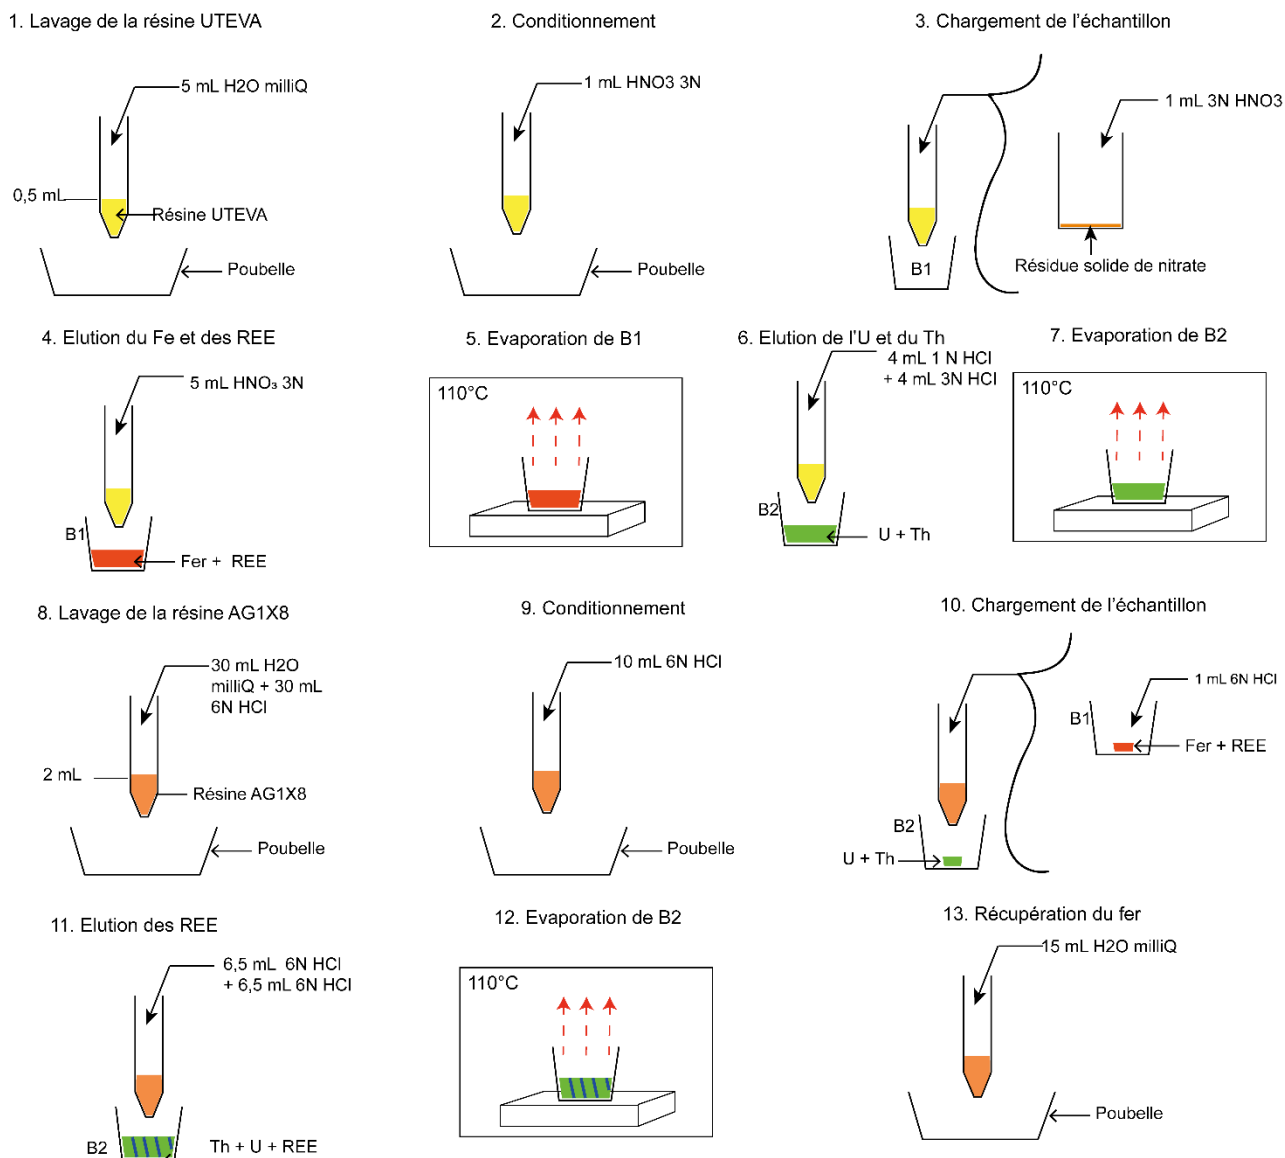 1. Lavage de la résine UTEVA
5 mL H2O milliQ
0,5 mL
Résine UTEVA
Poubelle
2. Conditionnement
1 mL HNO3 3N
Poubelle
3. Chargement de l'échantillon
1 mL 3N HNO3
B1
Résidue solide de nitrate
4. Elution du Fe et des REE
5 mL HNO₃ 3N
B1
Fer + REE
5. Evaporation de B1
110°C
6. Elution de l'U et du Th
4 mL 1 N HCl
+ 4 mL 3N HCl
B2
U + Th
7. Evaporation de B2
110°C
8. Lavage de la résine AG1X8
30 mL H2O
milliQ + 30 mL
6N HCl
2 mL
Résine AG1X8
Poubelle
9. Conditionnement
10 mL 6N HCl
Poubelle
10. Chargement de l'échantillon
1 mL 6N HCl
B1
Fer + REE
B2
U + Th
11. Elution des REE
6,5 mL 6N HCl
+ 6,5 mL 6N HCl
B2
Th + U + REE
12. Evaporation de B2
110°C
13. Récupération du fer
15 mL H2O milliQ
Poubelle